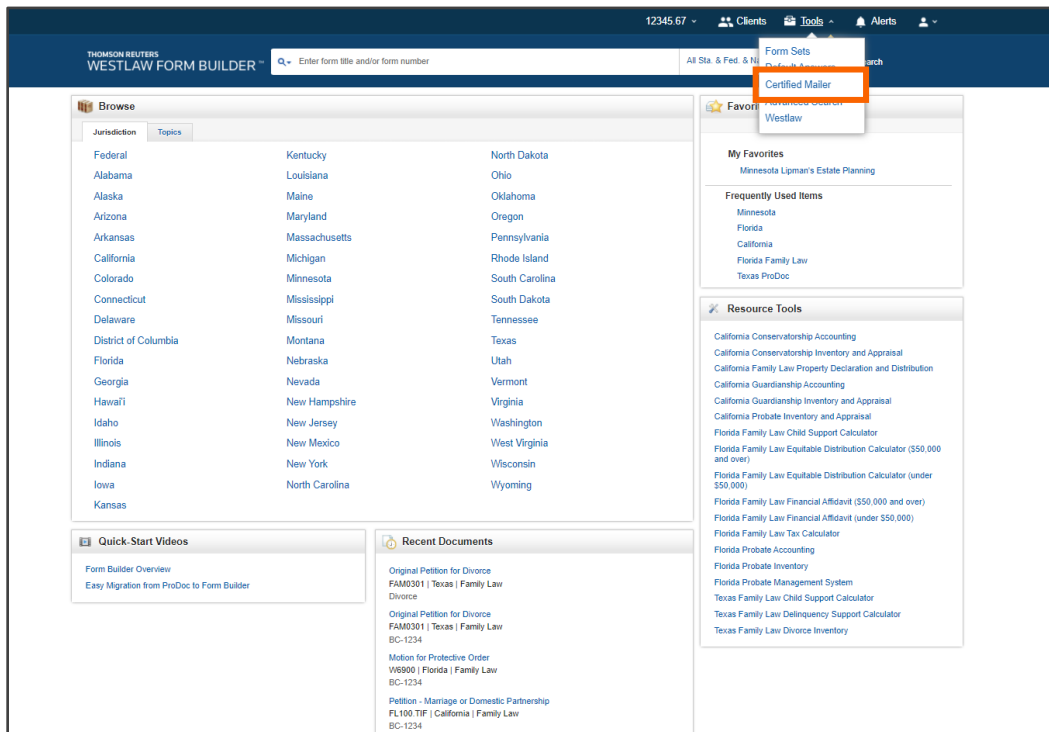 12345.67 Clients Tools Alerts
THOMSON REUTERS
WESTLAW FORM BUILDER™
Enter form title and/or form number
All Sta. & Fed. & Na
Form Sets
Default Answers
Certified Mailer
Advanced Search
Westlaw
Browse
Jurisdiction Topics
Federal Kentucky North Dakota
Alabama Louisiana Ohio
Alaska Maine Oklahoma
Arizona Maryland Oregon
Arkansas Massachusetts Pennsylvania
California Michigan Rhode Island
Colorado Minnesota South Carolina
Connecticut Mississippi South Dakota
Delaware Missouri Tennessee
District of Columbia Montana Texas
Florida Nebraska Utah
Georgia Nevada Vermont
Hawai'i New Hampshire Virginia
Idaho New Jersey Washington
Illinois New Mexico West Virginia
Indiana New York Wisconsin
Iowa North Carolina Wyoming
Kansas
Quick-Start Videos
Form Builder Overview
Easy Migration from ProDoc to Form Builder
Recent Documents
Original Petition for Divorce
FAM0301 | Texas | Family Law
Divorce
Original Petition for Divorce
FAM0301 | Texas | Family Law
BC-1234
Motion for Protective Order
W6900 | Florida | Family Law
BC-1234
Petition - Marriage or Domestic Partnership
FL100.TIF | California | Family Law
BC-1234
My Favorites
Minnesota Lipman's Estate Planning
Frequently Used Items
Minnesota
Florida
California
Florida Family Law
Texas ProDoc
Resource Tools
California Conservatorship Accounting
California Conservatorship Inventory and Appraisal
California Family Law Property Declaration and Distribution
California Guardianship Accounting
California Guardianship Inventory and Appraisal
California Probate Inventory and Appraisal
Florida Family Law Child Support Calculator
Florida Family Law Equitable Distribution Calculator ($50,000
and over)
Florida Family Law Equitable Distribution Calculator (under
$50,000)
Florida Family Law Financial Affidavit ($50,000 and over)
Florida Family Law Financial Affidavit (under $50,000)
Florida Family Law Tax Calculator
Florida Probate Accounting
Florida Probate Inventory
Florida Probate Management System
Texas Family Law Child Support Calculator
Texas Family Law Delinquency Support Calculator
Texas Family Law Divorce Inventory